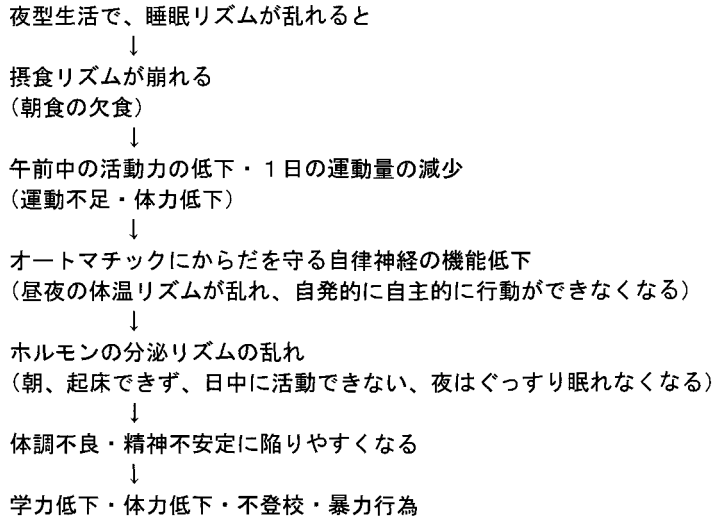 夜型生活で、睡眠リズムが乱れると
↓
摂食リズムが崩れる
(朝食の欠食)
↓
午前中の活動力の低下・１日の運動量の減少
(運動不足・体力低下)
↓
オートマチックにからだを守る自律神経の機能低下
(昼夜の体温リズムが乱れ、自発的に自主的に行動ができなくなる)
↓
ホルモンの分泌リズムの乱れ
(朝、起床できず、日中に活動できない、夜はぐっすり眠れなくなる)
↓
体調不良・精神不安定に陥りやすくなる
↓
学力低下・体力低下・不登校・暴力行為